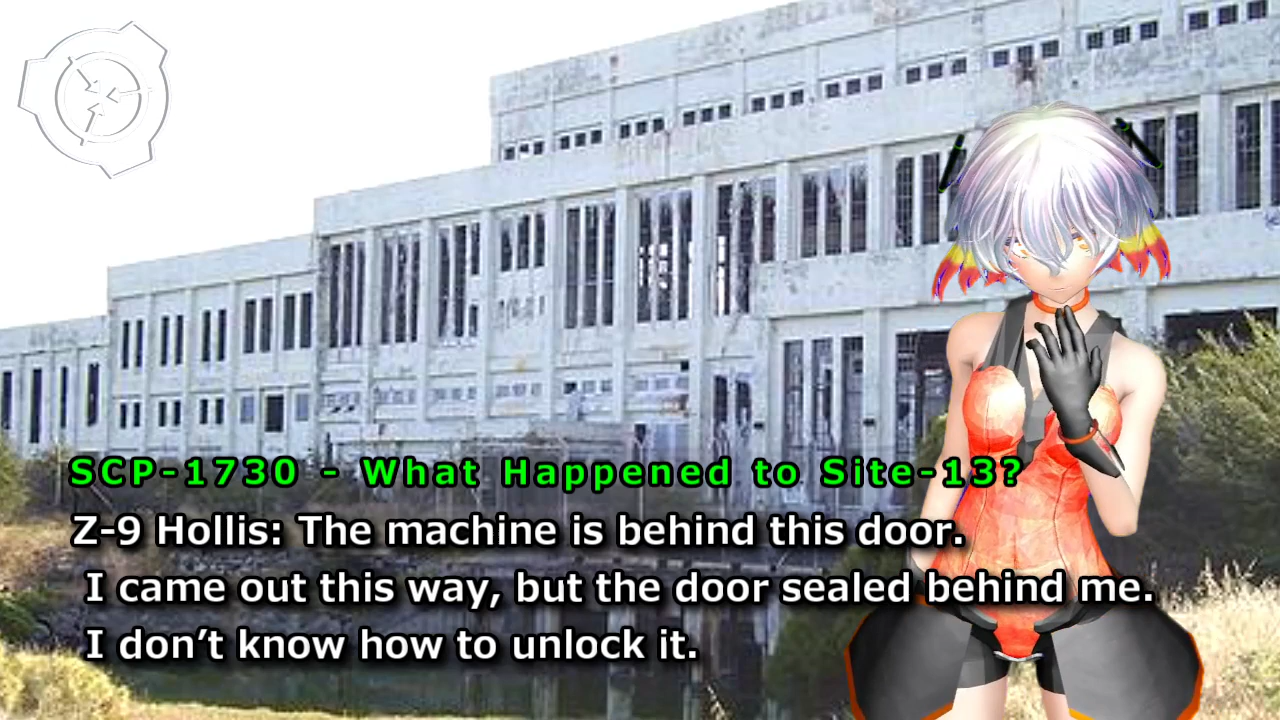 SCP-1730 - What Happened to Site-13?
Z-9 Hollis: The machine is behind this door.
I came out this way, but the door sealed behind me.
I don’t know how to unlock it.